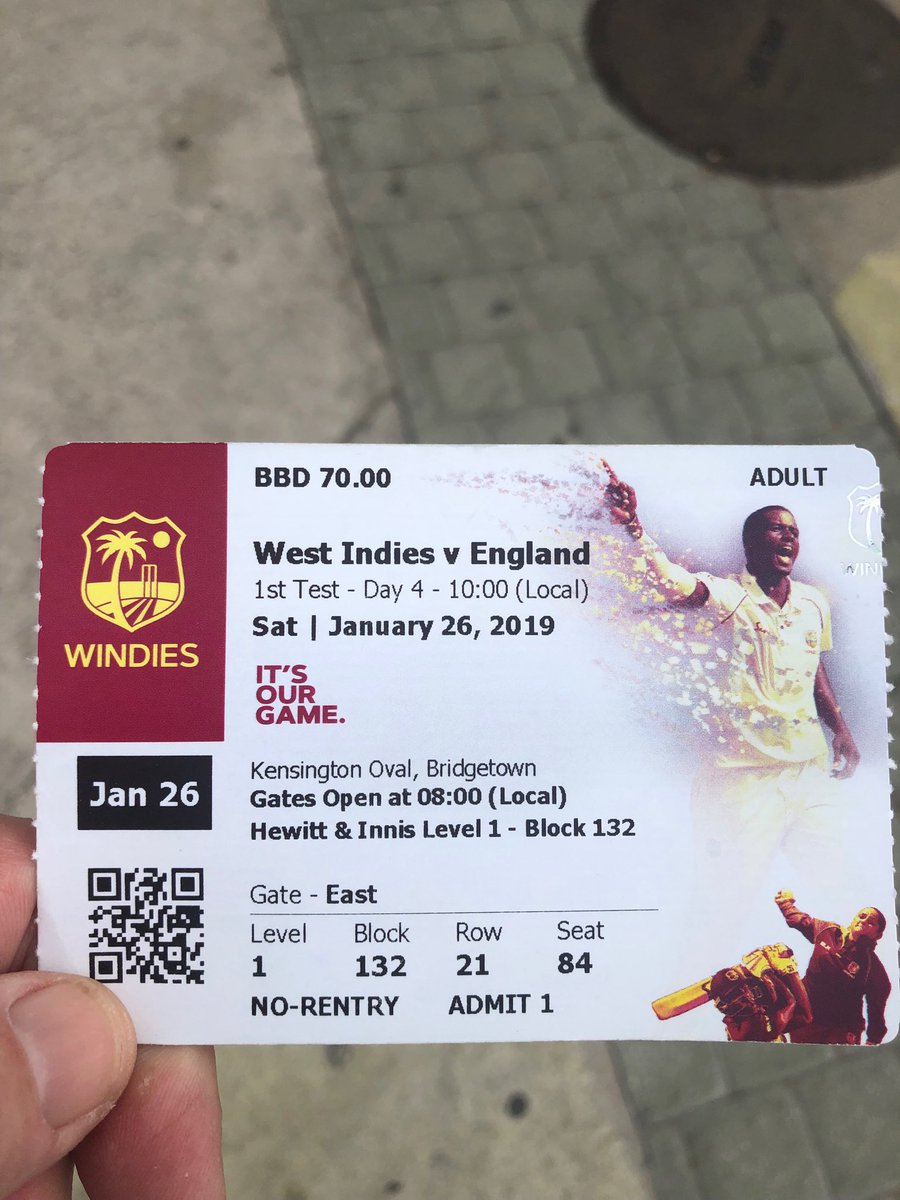 BBD 70.00
ADULT
West Indies v England
1st Test - Day 4 - 10:00 (Local)
Sat | January 26, 2019
IT'S
OUR
GAME.
WINDIES
WIN
Jan 26
Kensington Oval, Bridgetown
Gates Open at 08:00 (Local)
Hewitt & Innis Level 1 - Block 132
Gate - East
Level Block Row Seat
1 132 21 84
NO-RENTRY ADMIT 1